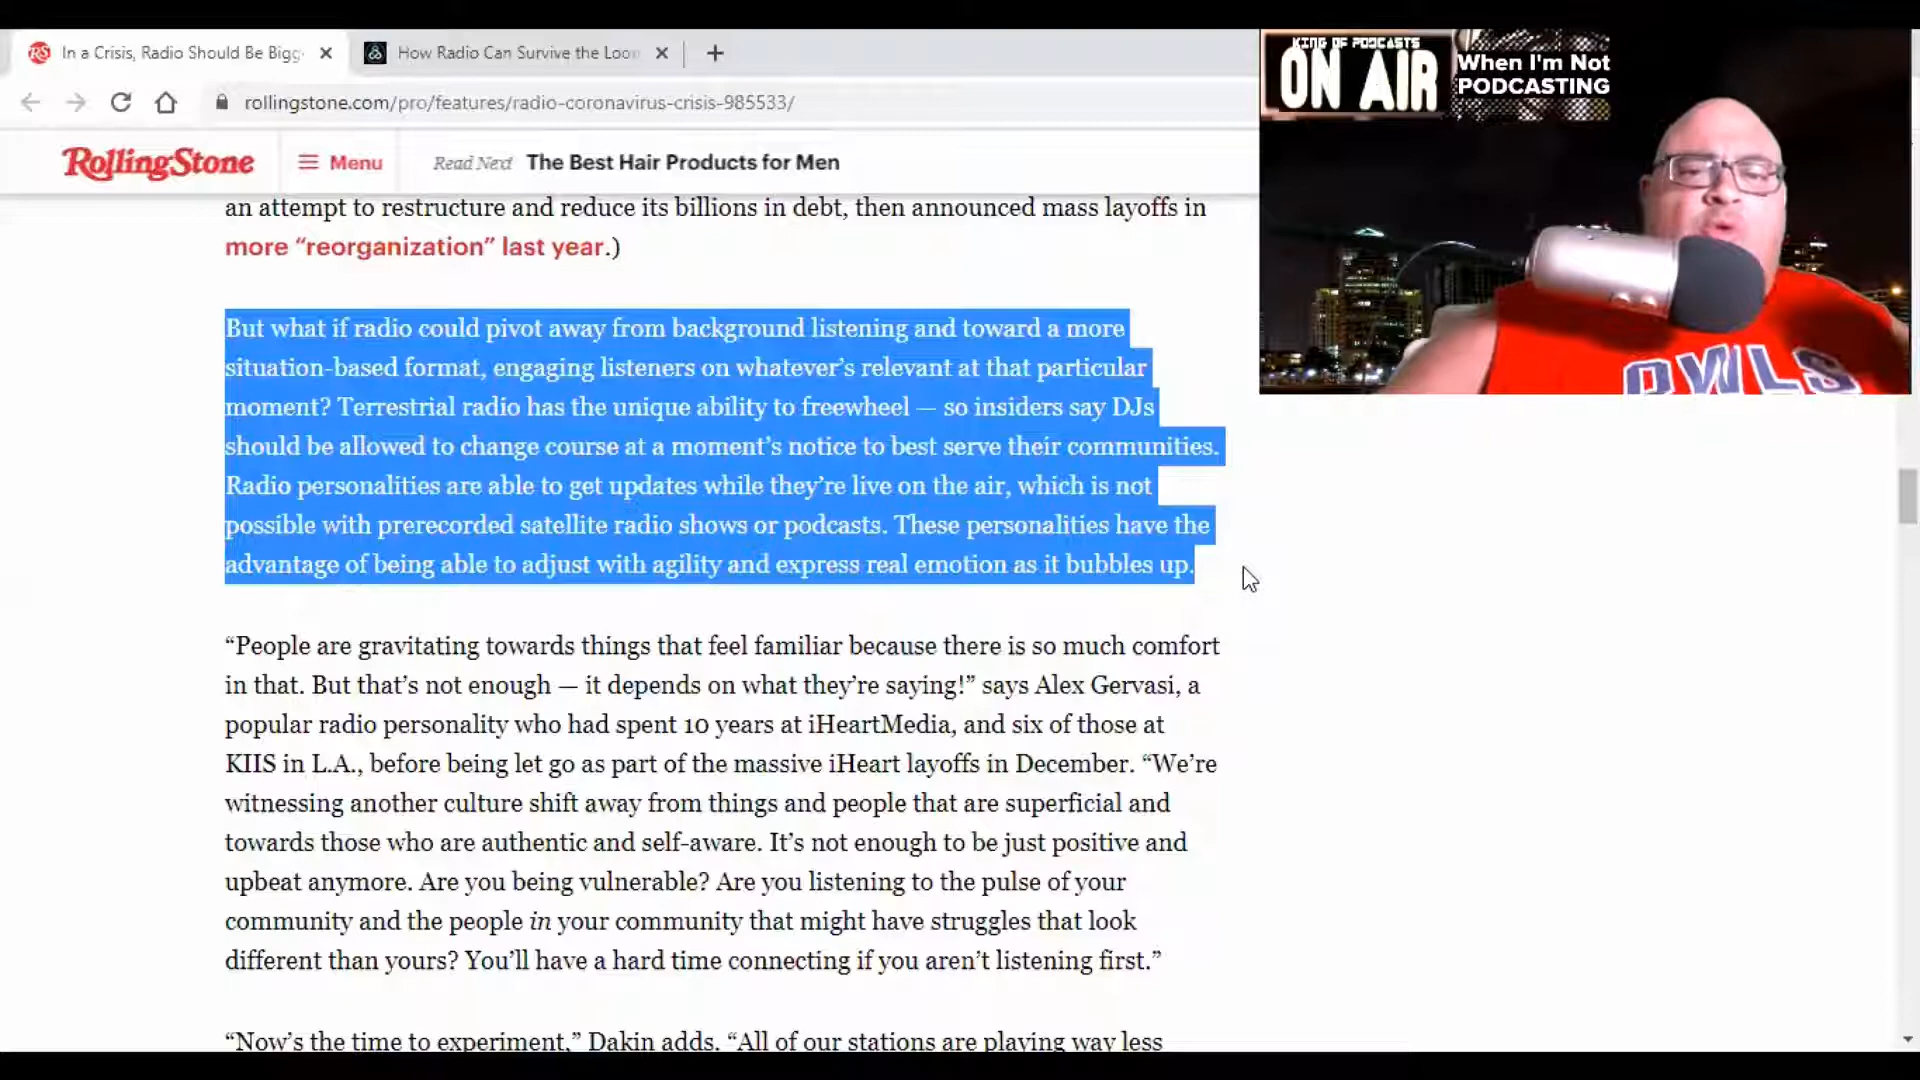 In a Crisis, Radio Should Be Bigg
How Radio Can Survive the Loo
rollingstone.com/pro/features/radio-coronavirus-crisis-985533/
RollingStone
Menu
Read Next The Best Hair Products for Men
KING OF PODCASTS
ON AIR
When I'm Not
PODCASTING
OWLS
an attempt to restructure and reduce its billions in debt, then announced mass layoffs in
more “reorganization” last year.)
But what if radio could pivot away from background listening and toward a more
situation-based format, engaging listeners on whatever’s relevant at that particular
moment? Terrestrial radio has the unique ability to freewheel — so insiders say DJs
should be allowed to change course at a moment’s notice to best serve their communities.
Radio personalities are able to get updates while they’re live on the air, which is not
possible with prerecorded satellite radio shows or podcasts. These personalities have the
advantage of being able to adjust with agility and express real emotion as it bubbles up.
“People are gravitating towards things that feel familiar because there is so much comfort
in that. But that’s not enough — it depends on what they’re saying!” says Alex Gervasi, a
popular radio personality who had spent 10 years at iHeartMedia, and six of those at
KIIS in L.A., before being let go as part of the massive iHeart layoffs in December. “We’re
witnessing another culture shift away from things and people that are superficial and
towards those who are authentic and self-aware. It’s not enough to be just positive and
upbeat anymore. Are you being vulnerable? Are you listening to the pulse of your
community and the people in your community that might have struggles that look
different than yours? You’ll have a hard time connecting if you aren’t listening first.”
“Now’s the time to experiment,” Dakin adds. “All of our stations are playing way less